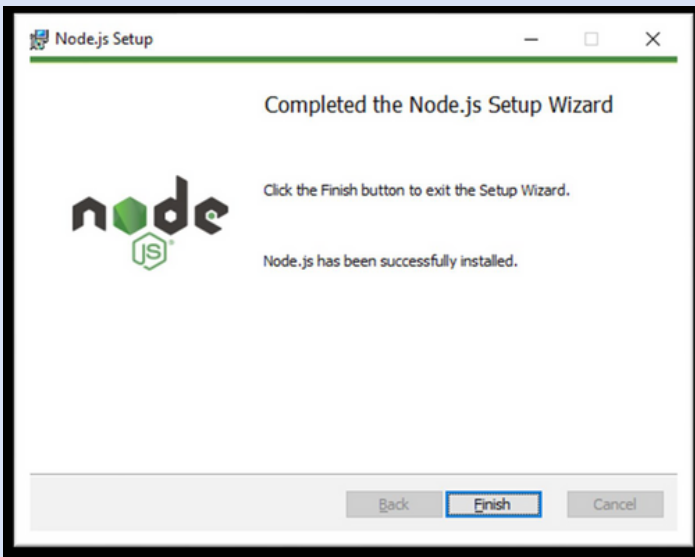 Node.js Setup
Completed the Node.js Setup Wizard
Click the Finish button to exit the Setup Wizard.
node
JS
Node.js has been successfully installed.
Back Finish Cancel